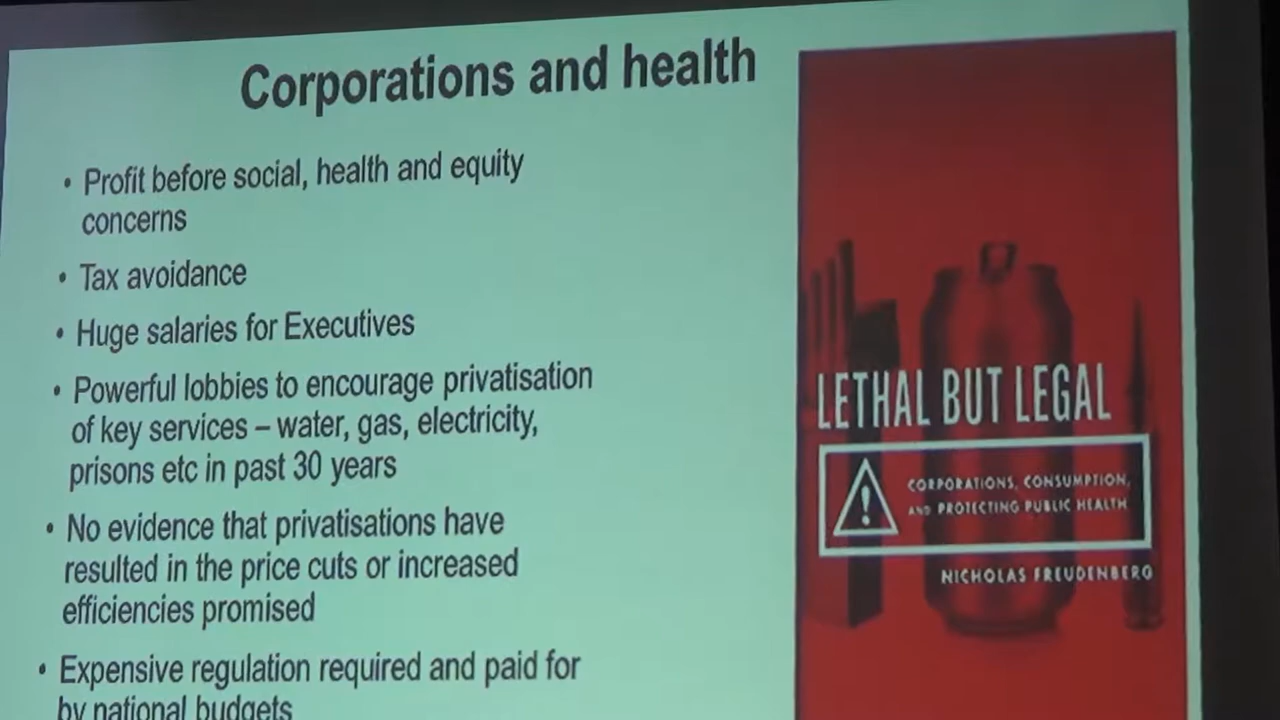 Corporations and health
• Profit before social, health and equity
concerns
• Tax avoidance
• Huge salaries for Executives
• Powerful lobbies to encourage privatisation
of key services – water, gas, electricity,
prisons etc in past 30 years
• No evidence that privatisations have
resulted in the price cuts or increased
efficiencies promised
• Expensive regulation required and paid for
by national budgets
LETHAL BUT LEGAL
CORPORATIONS, CONSUMPTION,
AND PROTECTING PUBLIC HEALTH
NICHOLAS FREUDENBERG